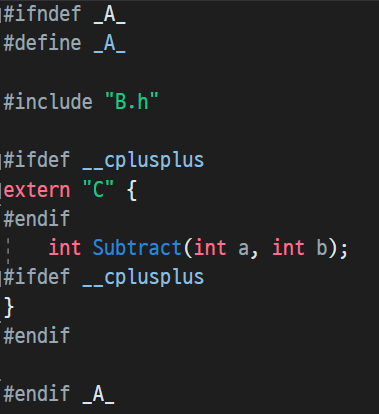 #ifndef _A_
#define _A_
#include "B.h"
#ifdef __cplusplus
extern "C" {
#endif
int Subtract(int a, int b);
#ifdef __cplusplus
}
#endif
#endif _A_